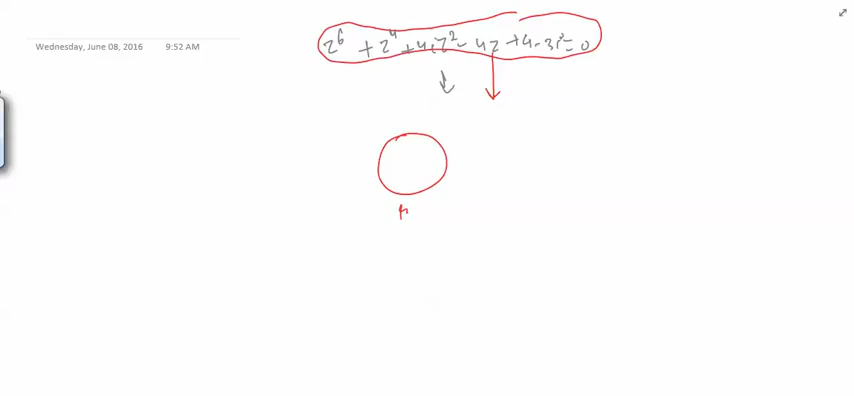 z⁶ + z⁴ + 4iz² - 4z + 4 - 3i = 0
Wednesday, June 08, 2016 9:52 AM